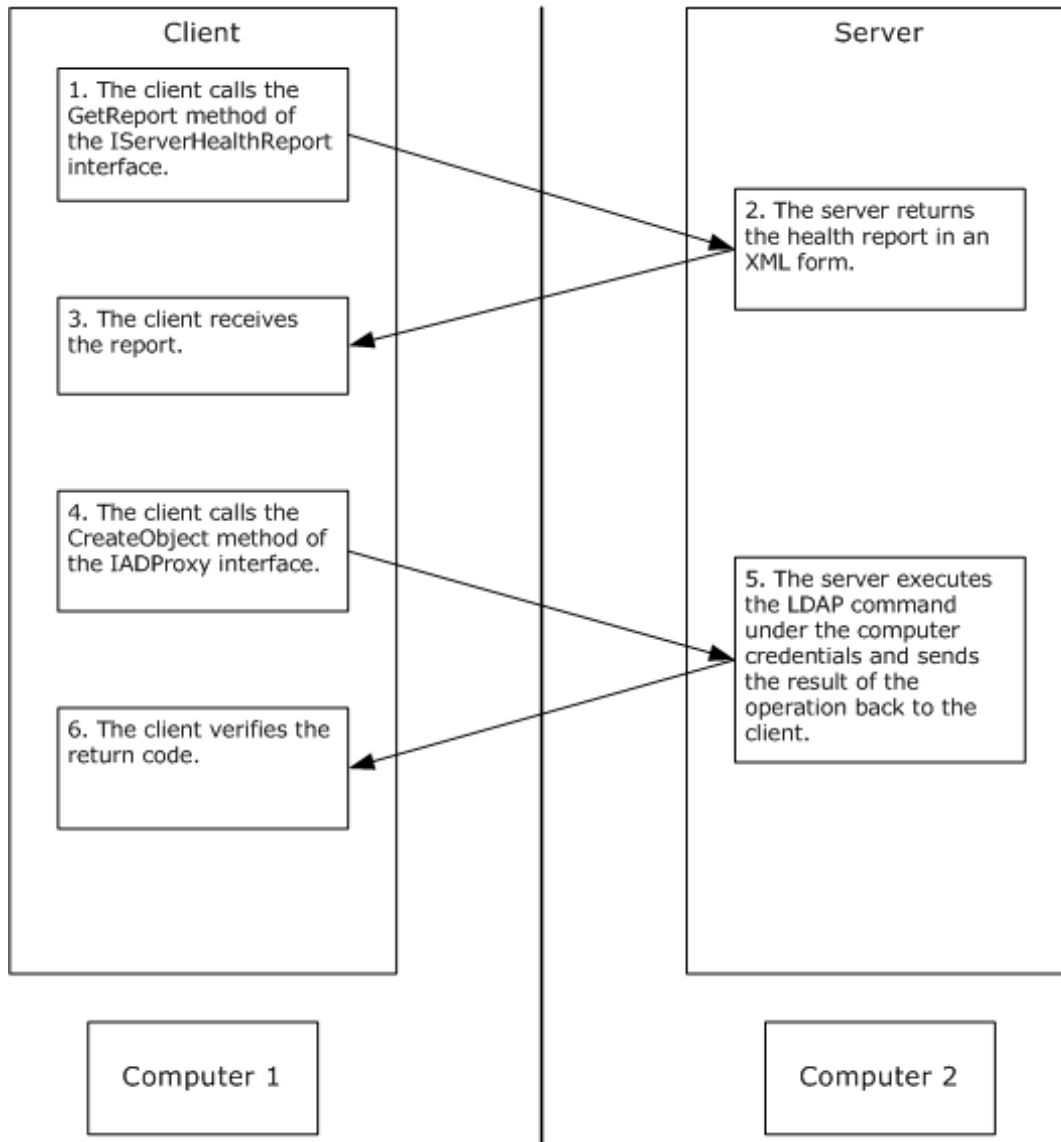 Client
1. The client calls the
GetReport method of
the IServerHealthReport
interface.
3. The client receives
the report.
4. The client calls the
CreateObject method of
the IADProxy interface.
6. The client verifies the
return code.
Computer 1
Server
2. The server returns
the health report in an
XML form.
5. The server executes
the LDAP command
under the computer
credentials and sends
the result of the
operation back to the
client.
Computer 2